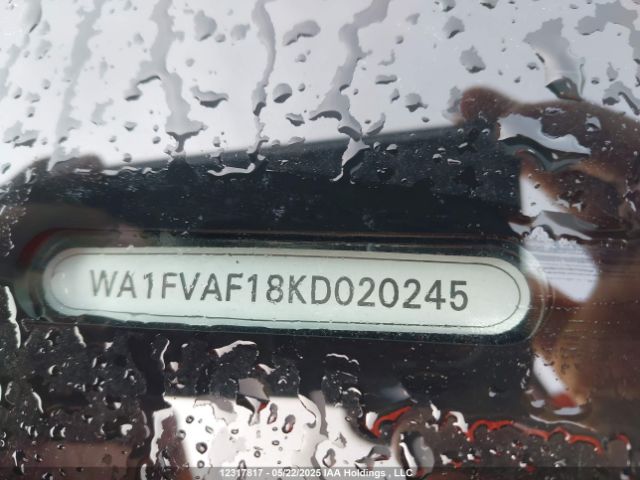 WA1FVAF18KD020245
12317817 - 05/22/2025 IAA Holdings , LLC